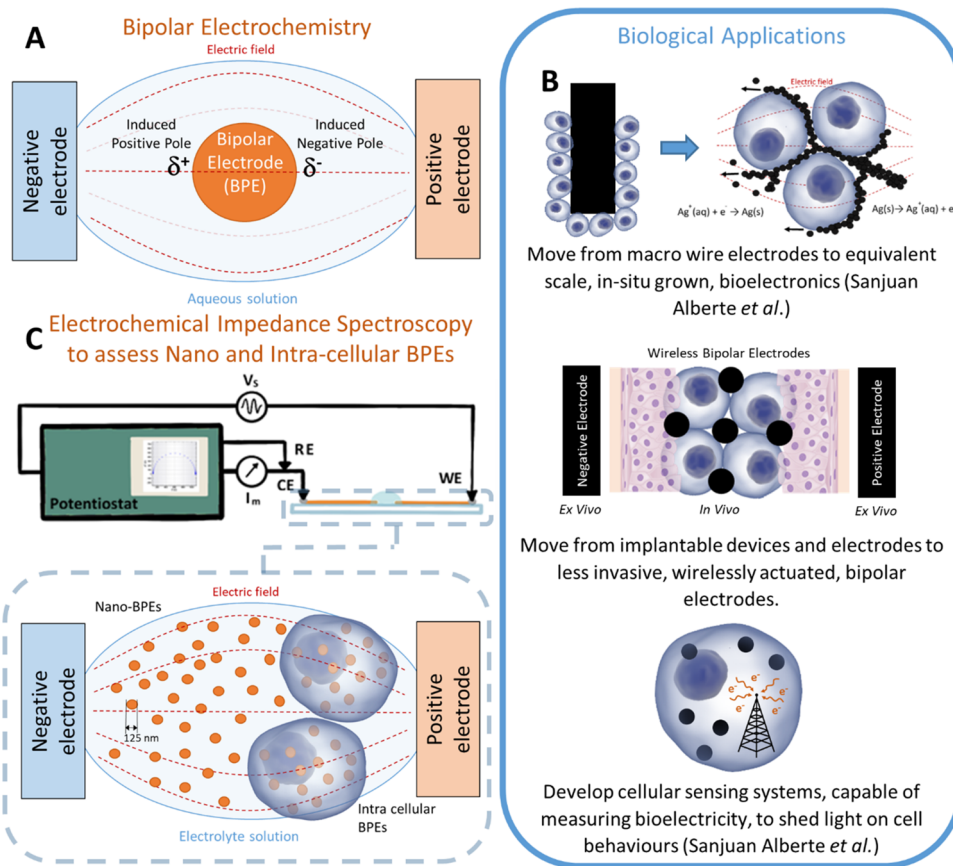 A
Bipolar Electrochemistry
Electric field
Negative
electrode
Induced
Positive Pole
δ+
Bipolar
Electrode
(BPE)
Induced
Negative Pole
δ-
Positive
electrode
Aqueous solution
C
Electrochemical Impedance Spectroscopy
to assess Nano and Intra-cellular BPEs
Vs
RE
CE
WE
Im
Potentiostat
Nano-BPEs
Electric field
Negative
electrode
125 nm
Positive
electrode
Intra cellular
BPEs
Electrolyte solution
Biological Applications
B
Electric field
Ag+(aq) + e- → Ag(s)
Ag(s)→ Ag+(aq) + e
Move from macro wire electrodes to equivalent
scale, in-situ grown, bioelectronics (Sanjuan
Alberte et al.)
Wireless Bipolar Electrodes
Negative Electrode
Positive Electrode
Ex Vivo
In Vivo
Ex Vivo
Move from implantable devices and electrodes to
less invasive, wirelessly actuated, bipolar
electrodes.
e-
e-
e-
e-
e-
Develop cellular sensing systems, capable of
measuring bioelectricity, to shed light on cell
behaviours (Sanjuan Alberte et al.)